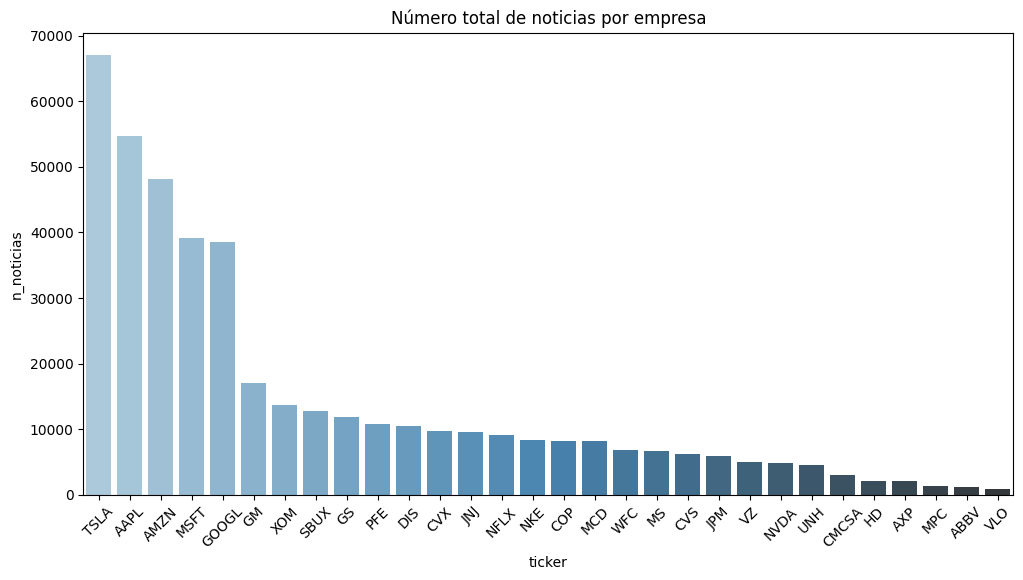 Número total de noticias por empresa
n_noticias
70000
60000
50000
40000
30000
20000
10000
0
TSLA
AAPL
AMZN
MSFT
GOOGL
GM
XOM
SBUX
GS
PFE
DIS
CVX
JNJ
NFLX
NKE
COP
MCD
WFC
MS
CVS
JPM
VZ
NVDA
UNH
CMCSA
HD
AXP
MPC
ABBV
VLO
ticker